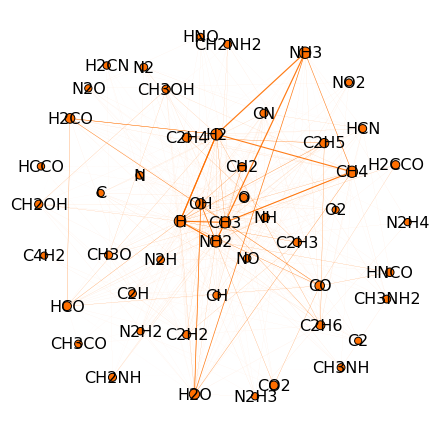 HNO
CH2NH2
NH3
H2CN
N2
NO2
N2O
CH3OH
CN
H2CO
HCN
H2
C2H4
C2H5
HCCO
CH2
H2CCO
CH4
N
C
O
CH2OH
OH
O2
NH
H
CH3
N2H4
NH2
C2H3
C4H2
CH3O
N2H
NO
HNCO
CO
C2H
CH
CH3NH2
HCO
C2H6
N2H2
C2H2
C2
CH3CO
CH3NH
CH2NH
CO2
H2O
N2H3